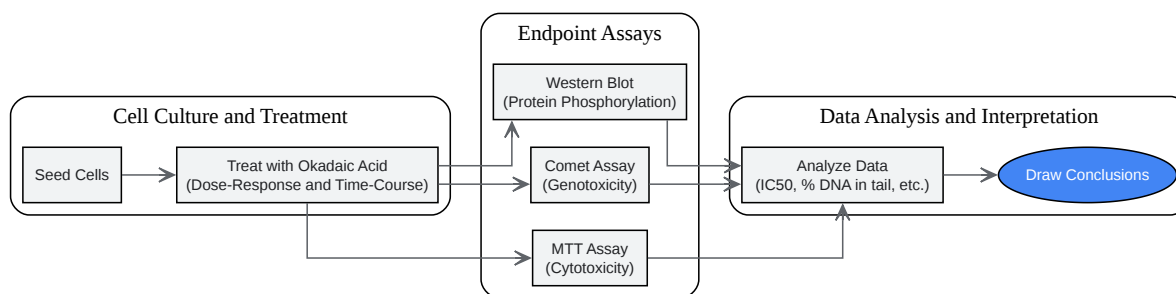 Cell Culture and Treatment
Seed Cells
Treat with Okadaic Acid
(Dose-Response and Time-Course)
Endpoint Assays
Western Blot
(Protein Phosphorylation)
Comet Assay
(Genotoxicity)
MTT Assay
(Cytotoxicity)
Data Analysis and Interpretation
Analyze Data
(IC50, % DNA in tail, etc.)
Draw Conclusions